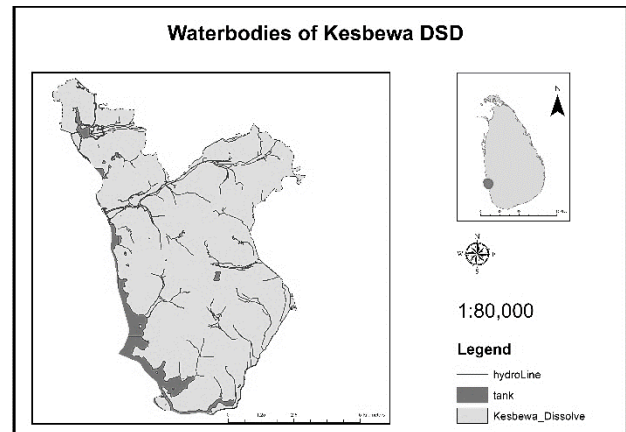 Waterbodies of Kesbewa DSD
N
N
W
E
S
1:80,000
Legend
hydroLine
tank
Kesbewa_Dissolve